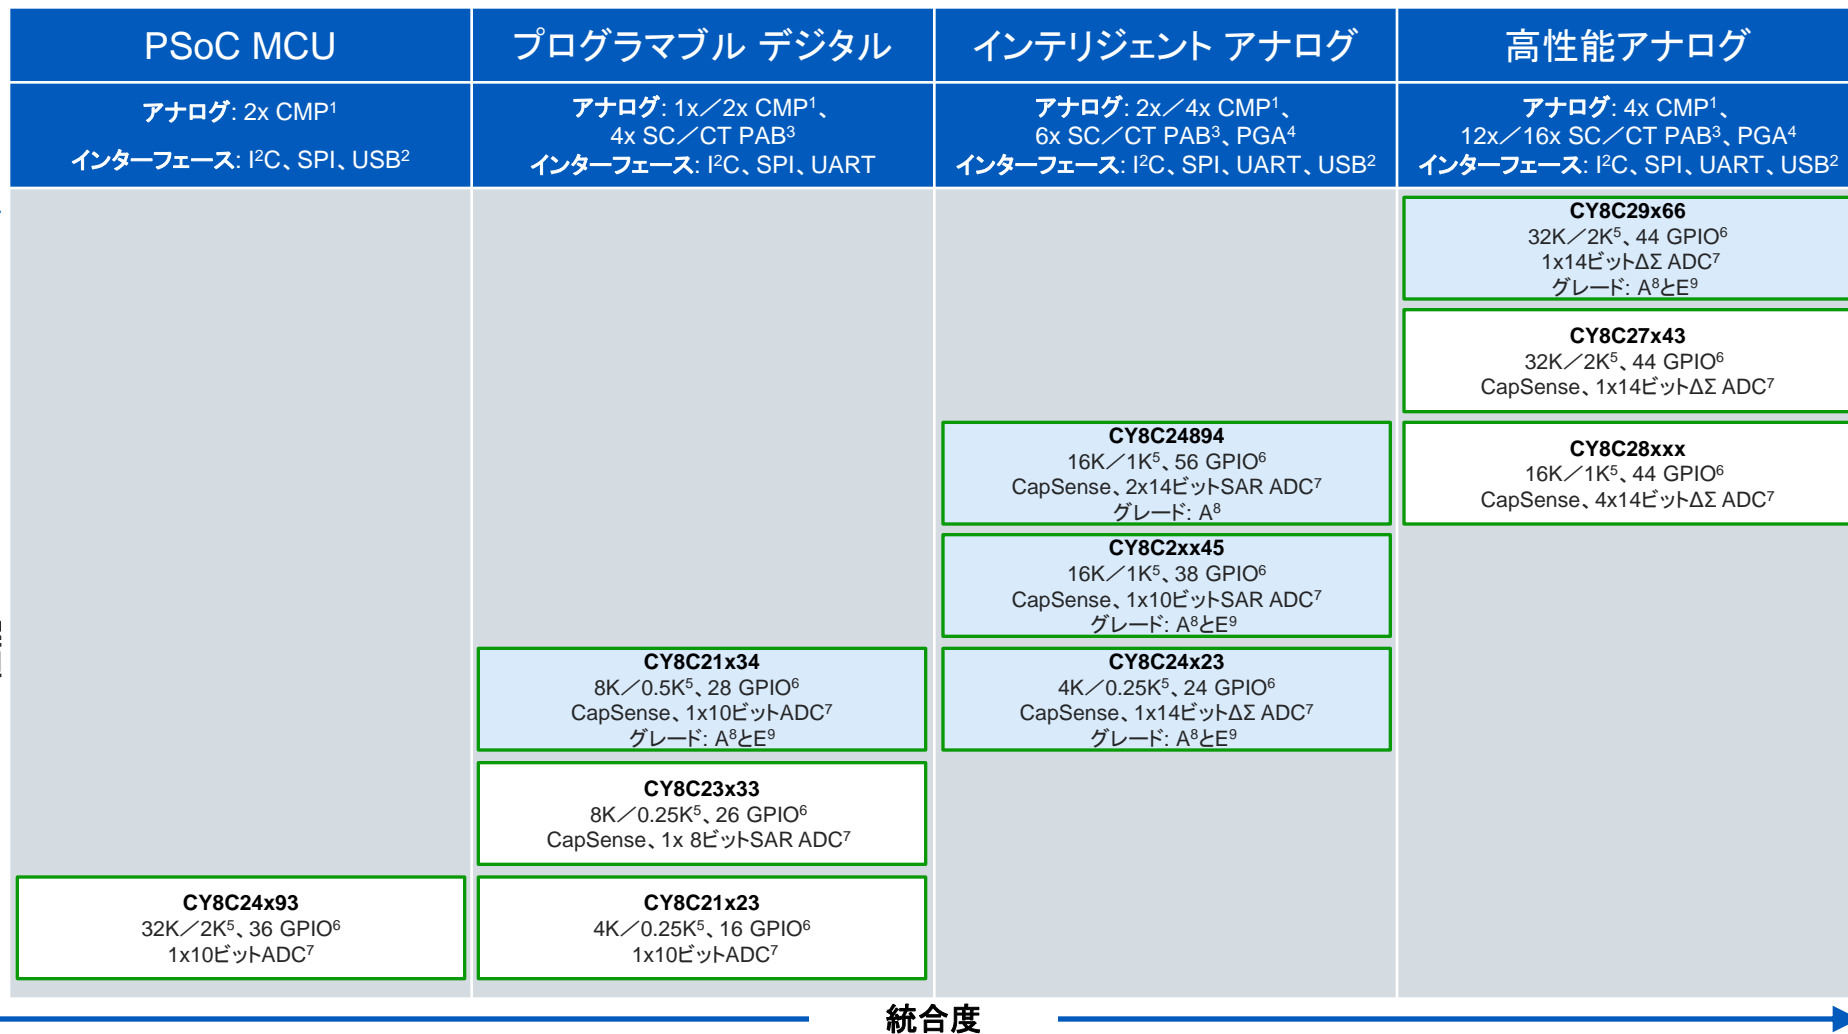 PSoC MCU
アナログ: 2x CMP¹
インターフェース: I²C、SPI、USB²
プログラマブル デジタル
アナログ: 1x／2x CMP¹、
4x SC／CT PAB³
インターフェース: I²C、SPI、UART
インテリジェント アナログ
アナログ: 2x／4x CMP¹、
6x SC／CT PAB³、PGA⁴
インターフェース: I²C、SPI、UART、USB²
高性能アナログ
アナログ: 4x CMP¹、
12x／16x SC／CT PAB³、PGA⁴
インターフェース: I²C、SPI、UART、USB²
CY8C29x66
32K／2K⁵、44 GPIO⁶
1x14ビットΔΣ ADC⁷
グレード: A⁸とE⁹
CY8C27x43
32K／2K⁵、44 GPIO⁶
CapSense、1x14ビットΔΣ ADC⁷
CY8C24894
16K／1K⁵、56 GPIO⁶
CapSense、2x14ビットSAR ADC⁷
グレード: A⁸
CY8C28xxx
16K／1K⁵、44 GPIO⁶
CapSense、4x14ビットΔΣ ADC⁷
CY8C2xx45
16K／1K⁵、38 GPIO⁶
CapSense、1x10ビットSAR ADC⁷
グレード: A⁸とE⁹
CY8C21x34
8K／0.5K⁵、28 GPIO⁶
CapSense、1x10ビットADC⁷
グレード: A⁸とE⁹
CY8C24x23
4K／0.25K⁵、24 GPIO⁶
CapSense、1x14ビットΔΣ ADC⁷
グレード: A⁸とE⁹
CY8C23x33
8K／0.25K⁵、26 GPIO⁶
CapSense、1x 8ビットSAR ADC⁷
CY8C24x93
32K／2K⁵、36 GPIO⁶
1x10ビットADC⁷
CY8C21x23
4K／0.25K⁵、16 GPIO⁶
1x10ビットADC⁷
統合度